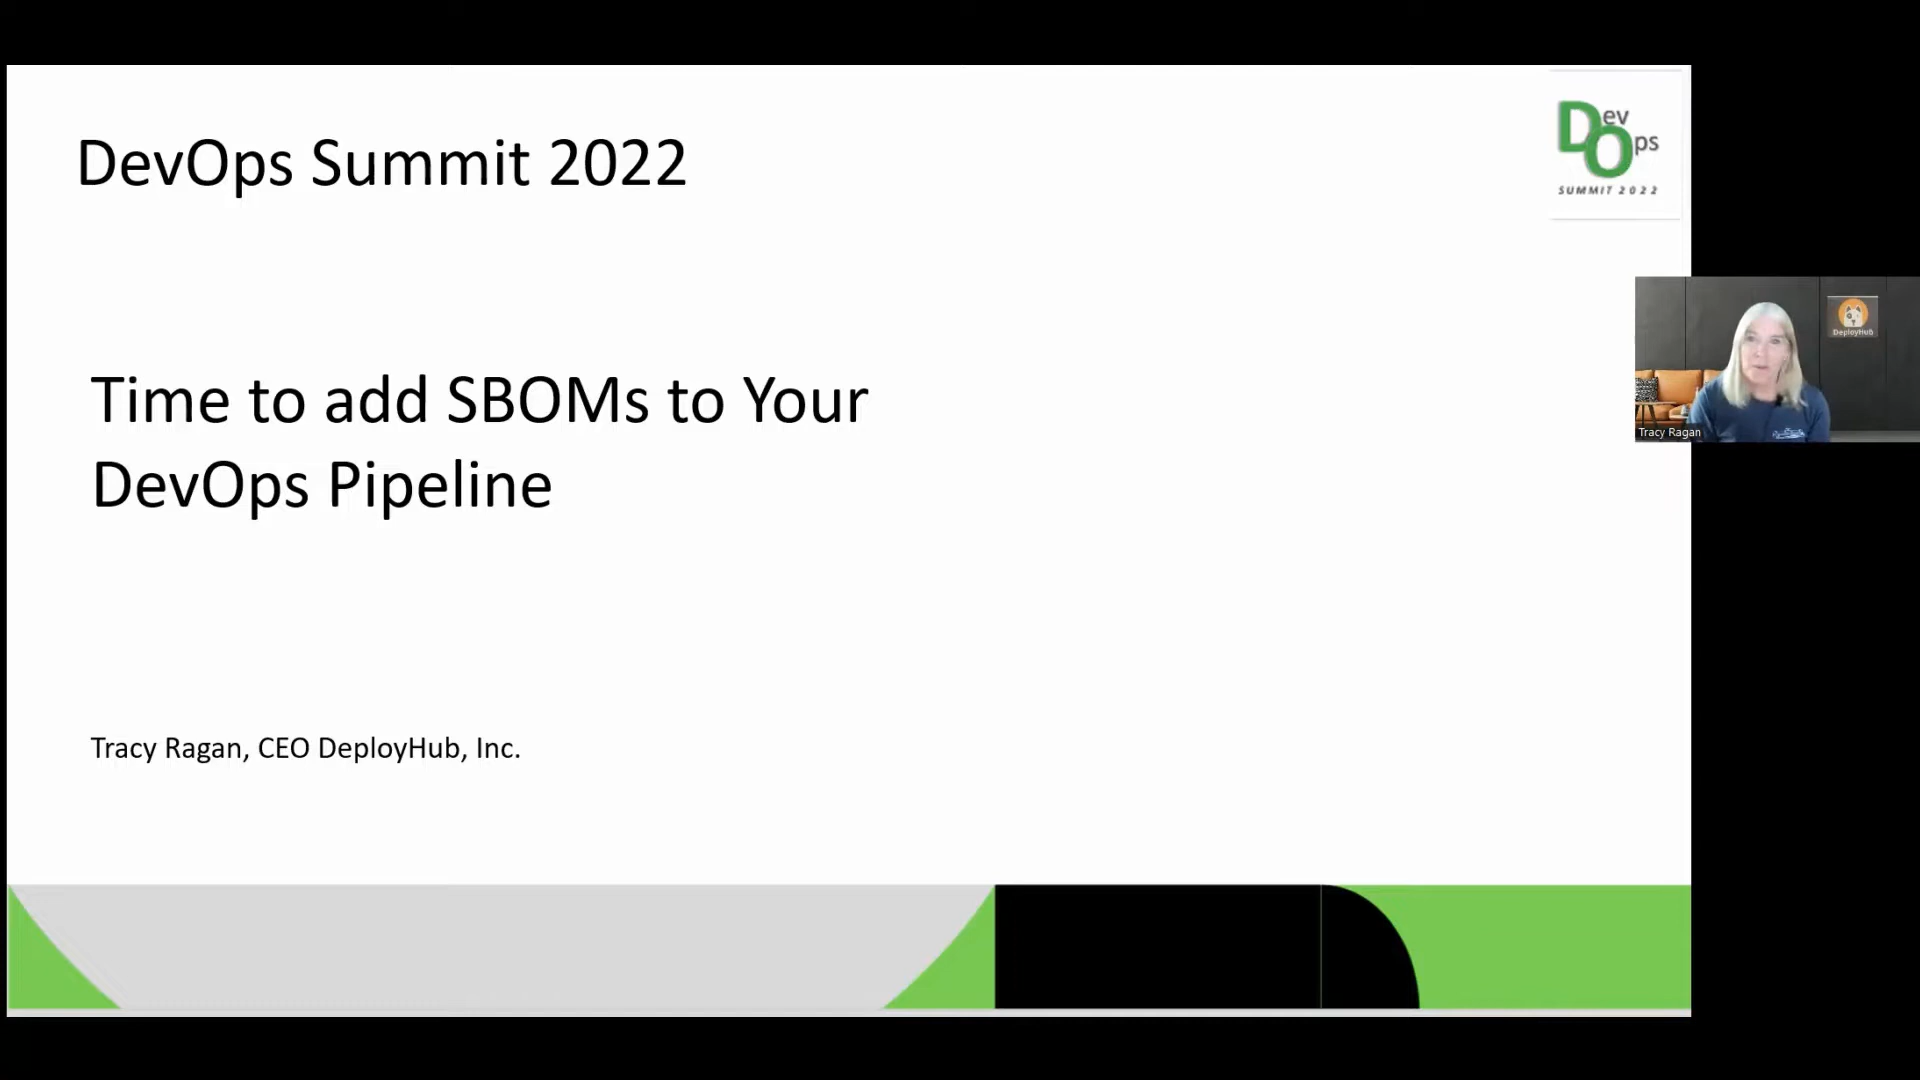 DevOps Summit 2022
Dev
Ops
SUMMIT 2022
Time to add SBOMs to Your
DevOps Pipeline
DeployHub
Tracy Ragan
Tracy Ragan, CEO DeployHub, Inc.